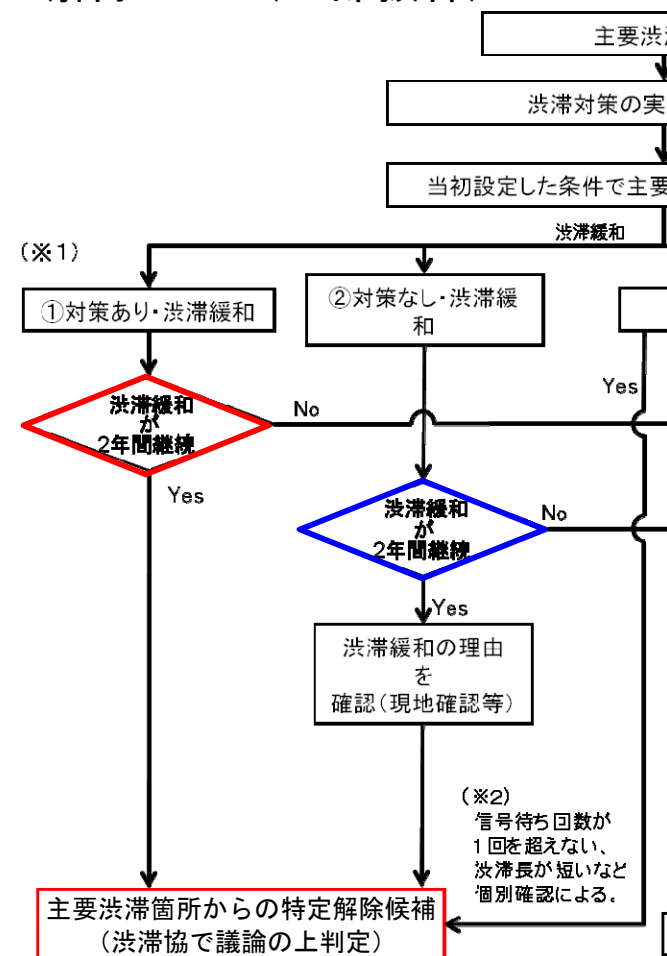 主要渋
渋滞対策の実
当初設定した条件で主要
渋滞緩和
(※1)
①対策あり・渋滞緩和
②対策なし・渋滞緩
和
Yes
渋滞緩和
が
2年間継続
No
Yes
渋滞緩和
が
2年間継続
No
Yes
渋滞緩和の理由
を
確認(現地確認等)
(※2)
信号待ち回数が
1回を超えない、
渋滞長が短いなど
個別確認による。
主要渋滞箇所からの特定解除候補
(渋滞協で議論の上判定)